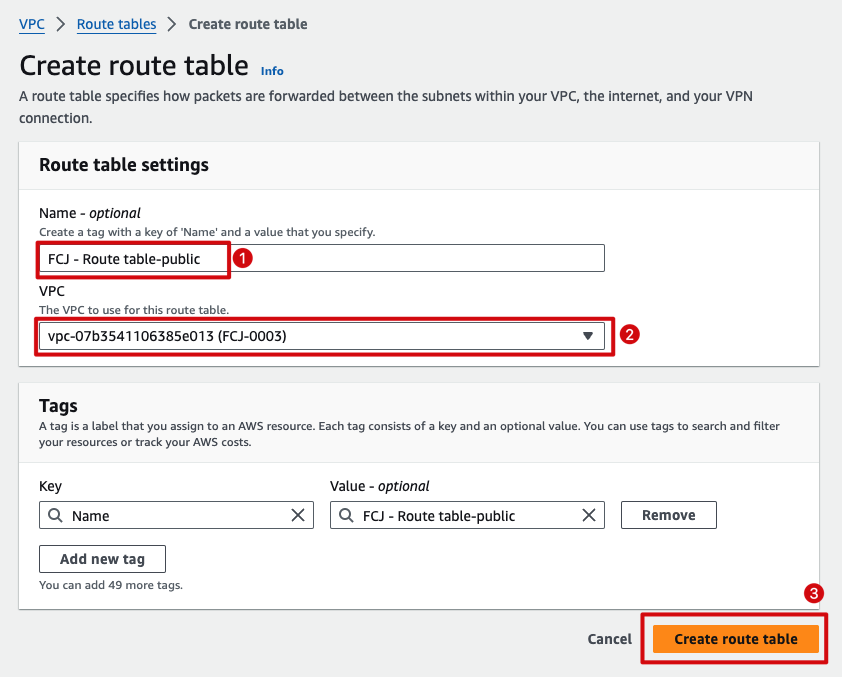 VPC > Route tables > Create route table
Create route table Info
A route table specifies how packets are forwarded between the subnets within your VPC, the internet, and your VPN
connection.
Route table settings
Name - optional
Create a tag with a key of 'Name' and a value that you specify.
FCJ - Route table-public 1
VPC
The VPC to use for this route table.
vpc-07b3541106385e013 (FCJ-0003) 2
Tags
A tag is a label that you assign to an AWS resource. Each tag consists of a key and an optional value. You can use tags to search and filter
your resources or track your AWS costs.
Key Value - optional
Name FCJ - Route table-public Remove
Add new tag
You can add 49 more tags.
3
Cancel Create route table